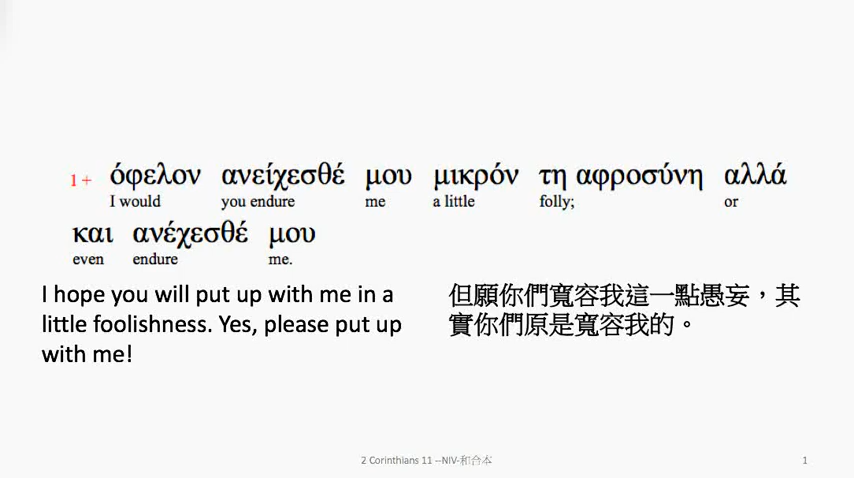 1 + όφελον ανείχεσθέ μου μικρόν τη αφροσύνη αλλά
I would you endure me a little folly; or
και ανέχεσθέ μου
even endure me.
I hope you will put up with me in a
little foolishness. Yes, please put up
with me!
但願你們寬容我這一點愚妄，其
實你們原是寬容我的。
2 Corinthians 11 --NIV-和合本
1